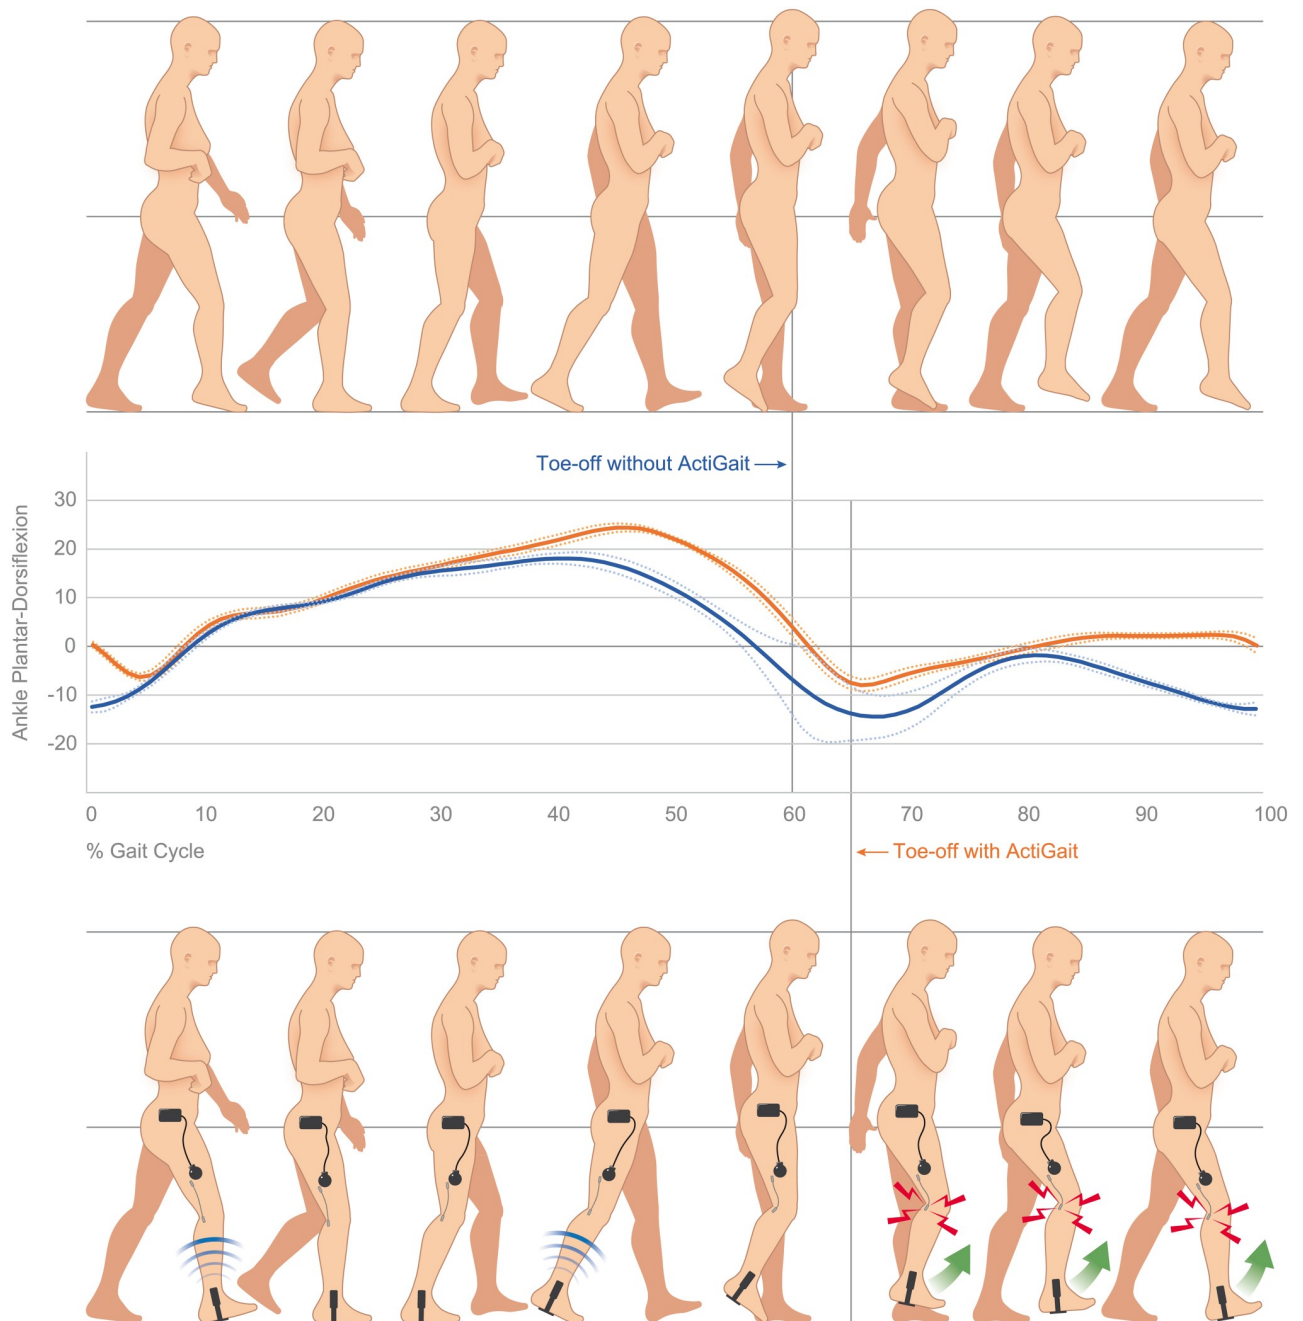 Toe-off without ActiGait
30
20
10
0
-10
-20
Ankle Plantar-Dorsiflexion
0 10 20 30 40 50 60 70 80 90 100
% Gait Cycle
Toe-off with ActiGait